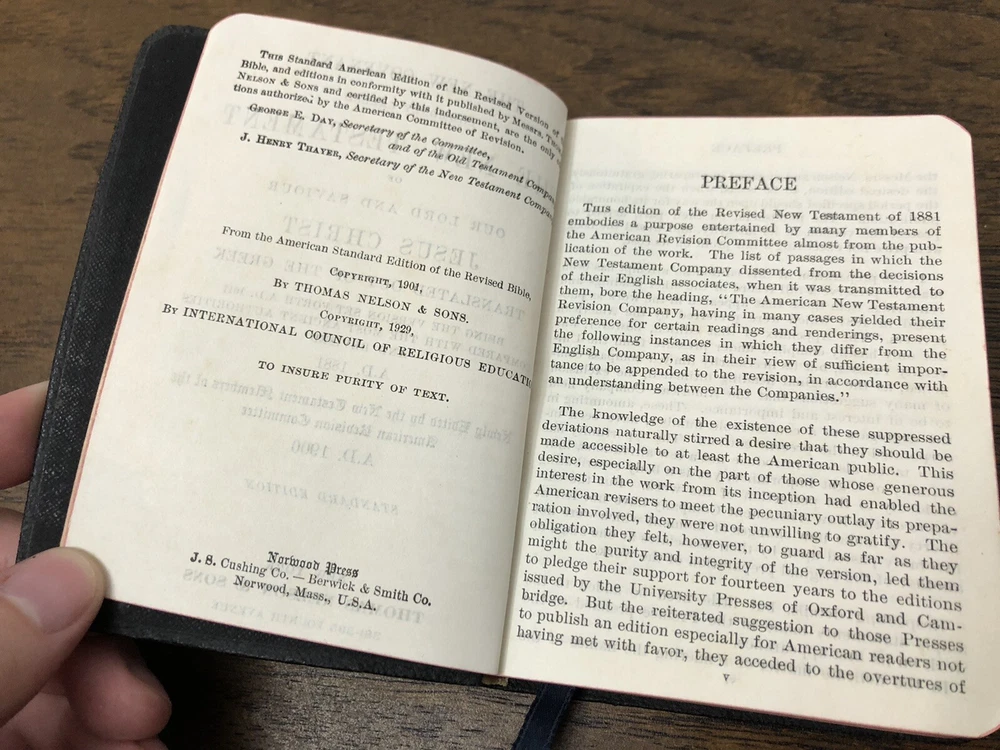 This Standard American Edition of the Revised Version of
Bible, and editions in conformity with it published by Messrs.
Nelson & Sons and certified by this indorsement, are the only
tions authorized by the American Committee of Revision.
George E. Day, Secretary of the Committee,
and of the Old Testament
J. Henry Thayer, Secretary of the New Testament
From the American Standard Edition of the Revised Bible,
Copyright, 1901,
By THOMAS NELSON & SONS.
Copyright, 1929,
By INTERNATIONAL COUNCIL OF RELIGIOUS EDUCATIO
TO INSURE PURITY OF TEXT.
Norwood Press
J. S. Cushing Co. — Berwick & Smith Co.
Norwood, Mass., U.S.A.
PREFACE
This edition of the Revised New Testament of 1881
embodies a purpose entertained by many members of
the American Revision Committee almost from the pub-
lication of the work. The list of passages in which the
New Testament Company dissented from the decisions
of their English associates, when it was transmitted to
them, bore the heading, “The American New Testament
Revision Company, having in many cases yielded their
preference for certain readings and renderings, present
the following instances in which they differ from the
English Company, as in their view of sufficient impor-
tance to be appended to the revision, in accordance with
an understanding between the Companies.”
The knowledge of the existence of these suppressed
deviations naturally stirred a desire that they should be
made accessible to at least the American public. This
desire, especially on the part of those whose generous
interest in the work from its inception had enabled the
American revisers to meet the pecuniary outlay its prepa-
ration involved, they were not unwilling to gratify. The
obligation they felt, however, to guard as far as they
might the purity and integrity of the version, led them
to pledge their support for fourteen years to the editions
issued by the University Presses of Oxford and Cam-
bridge. But the reiterated suggestion to those Presses
to publish an edition especially for American readers not
having met with favor, they acceded to the overtures of
v